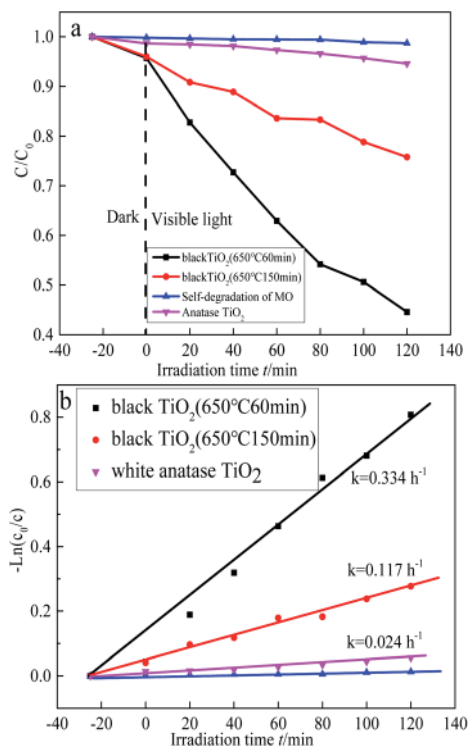 a
1.0
0.9
0.8
0.7
0.6
0.5
0.4
C/C0
Dark
Visible light
blackTiO2(650°C60min)
blackTiO2(650°C150min)
Self-degradation of MO
Anatase TiO2
-40 -20 0 20 40 60 80 100 120 140
Irradiation time t/min
b
-0.8
0.6
0.4
0.2
0.0
-Ln(c0/c)
black TiO2(650°C60min)
black TiO2(650°C150min)
white anatase TiO2
k=0.334 h-1
k=0.117 h-1
k=0.024 h-1
-40 -20 0 20 40 60 80 100 120 140
Irradiation time t/min